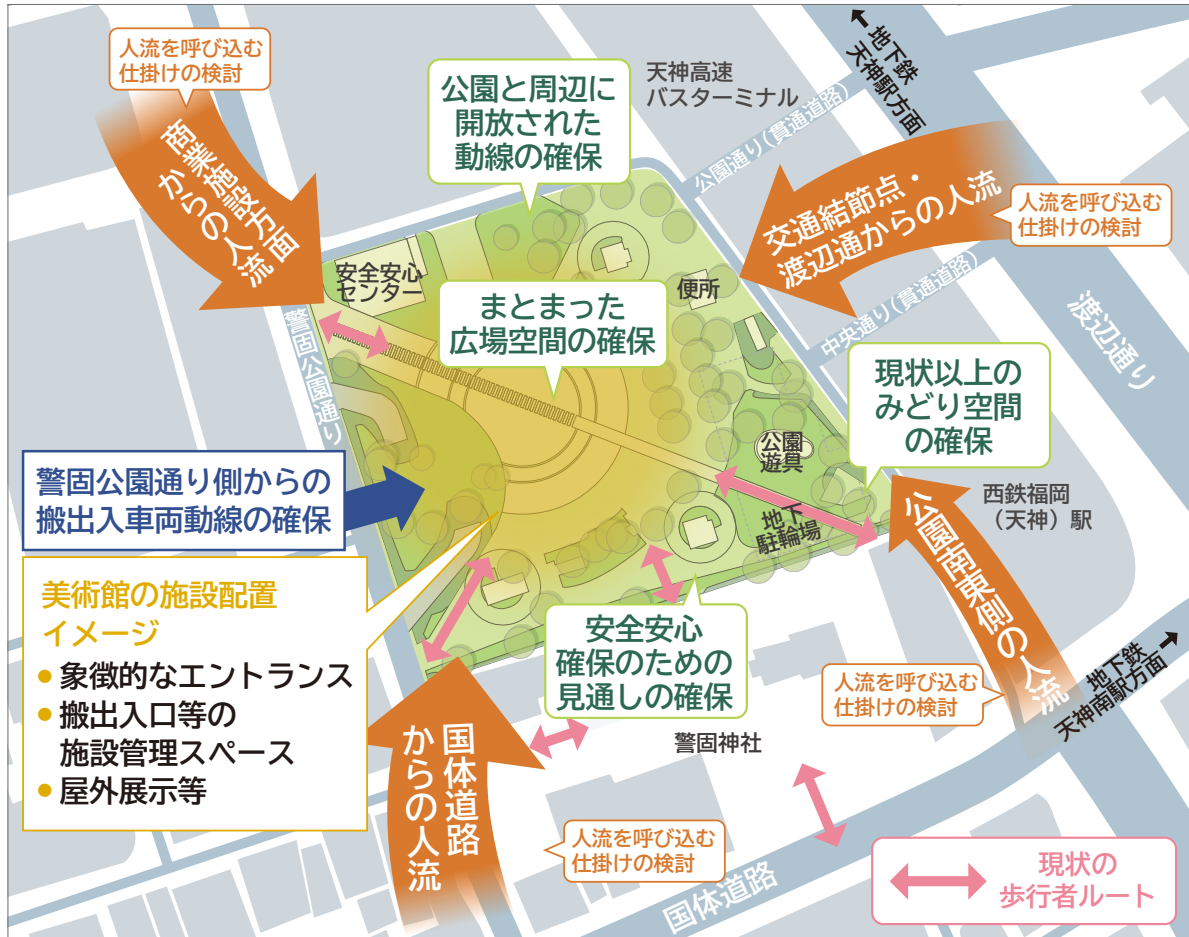 人流を呼び込む
仕掛けの検討
商業施設方面
からの人流
公園と周辺に
開放された
動線の確保
天神高速
バスターミナル
地下鉄
天神駅方面
公園通り(貫通道路)
交通結節点・
渡辺通からの人流
人流を呼び込む
仕掛けの検討
安全安心
センター
便所
まとまった
広場空間の確保
中央通り(貫通道路)
渡辺通り
警固公園通り
現状以上の
みどり空間
の確保
公園
遊具
地下
駐輪場
警固公園通り側からの
搬出入車両動線の確保
西鉄福岡
(天神)駅
公園南東側の人流
美術館の施設配置
イメージ
●象徴的なエントランス
●搬出入口等の
施設管理スペース
●屋外展示等
安全安心
確保のための
見通しの確保
人流を呼び込む
仕掛けの検討
地下鉄
天神南駅方面
国体道路
からの人流
警固神社
人流を呼び込む
仕掛けの検討
国体道路
現状の
歩行者ルート